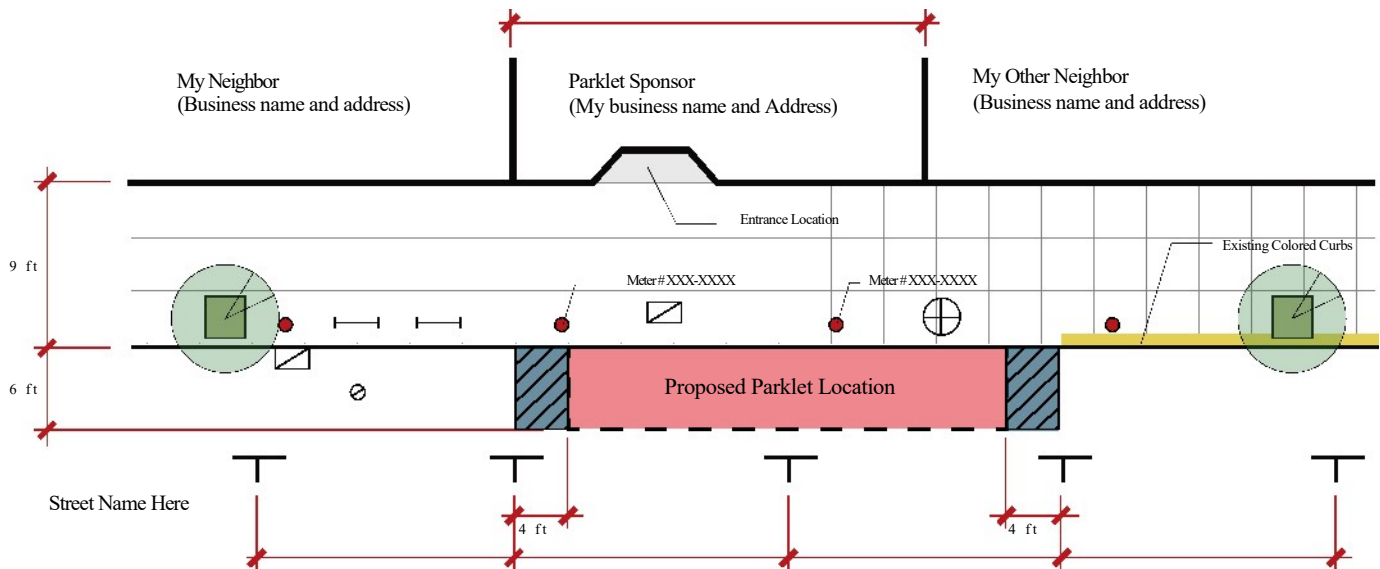 My Neighbor
(Business name and address)
Parklet Sponsor
(My business name and Address)
My Other Neighbor
(Business name and address)
Entrance Location
Existing Colored Curbs
9 ft
Meter # XXX-XXXX
Meter # XXX-XXXX
6 ft
Proposed Parklet Location
Street Name Here
4 ft
4 ft